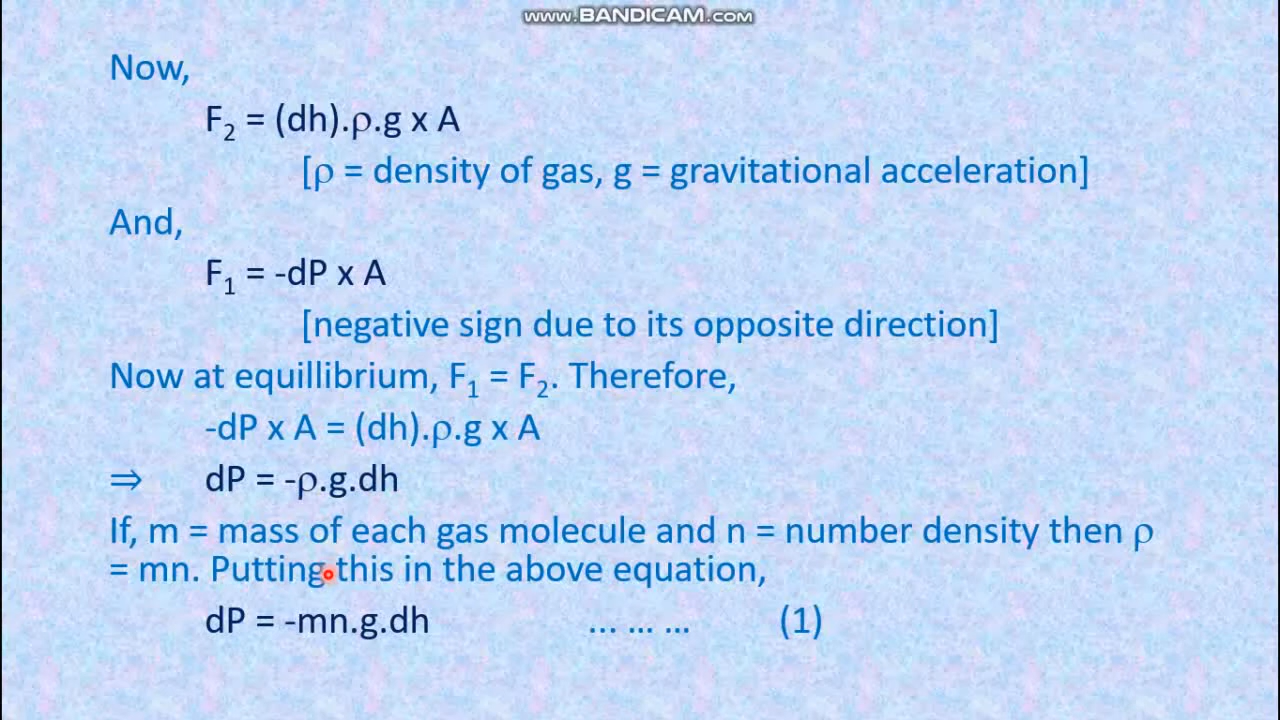 www.BANDICAM.com
Now,
F₂ = (dh).ρ.g x A
[ρ = density of gas, g = gravitational acceleration]
And,
F₁ = -dP x A
[negative sign due to its opposite direction]
Now at equillibrium, F₁ = F₂. Therefore,
-dP x A = (dh).ρ.g x A
⇒ dP = -ρ.g.dh
If, m = mass of each gas molecule and n = number density then ρ
= mn. Putting this in the above equation,
dP = -mn.g.dh ... ... ... (1)